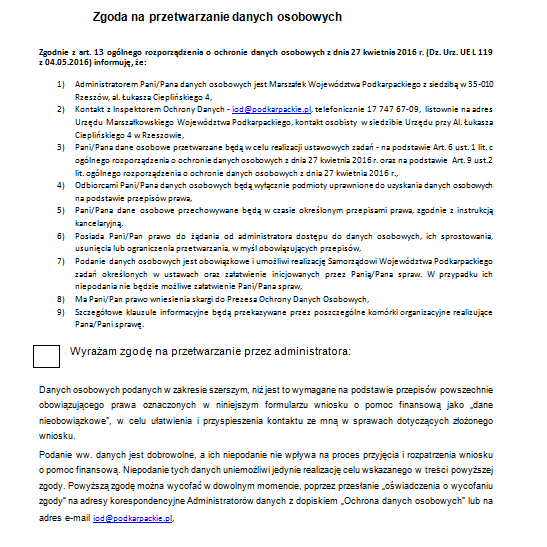 Zgoda na przetwarzanie danych osobowych
Zgodnie z art. 13 ogólnego rozporządzenia o ochronie danych osobowych z dnia 27 kwietnia 2016 r. (Dz. Urz. UE L 119
z 04.05.2016) informuję, że:
1) Administratorem Pani/Pana danych osobowych jest Marszałek Województwa Podkarpackiego z siedzibą w 35-010
Rzeszów, al. Łukasza Cieplińskiego 4,
2) Kontakt z Inspektorem Ochrony Danych - iod@podkarpackie.pl, telefonicznie 17 747 67-09, listownie na adres
Urzędu Marszałkowskiego Województwa Podkarpackiego, kontakt osobisty w siedzibie Urzędu przy Al. Łukasza
Cieplińskiego 4 w Rzeszowie,
3) Pani/Pana dane osobowe przetwarzane będą w celu realizacji ustawowych zadań - na podstawie Art. 6 ust. 1 lit. c
ogólnego rozporządzenia o ochronie danych osobowych z dnia 27 kwietnia 2016 r. oraz na podstawie Art. 9 ust.2
lit. ogólnego rozporządzenia o ochronie danych osobowych z dnia 27 kwietnia 2016 r.,
4) Odbiorcami Pani/Pana danych osobowych będą wyłącznie podmioty uprawnione do uzyskania danych osobowych
na podstawie przepisów prawa,
5) Pani/Pana dane osobowe przechowywane będą w czasie określonym przepisami prawa, zgodnie z instrukcją
kancelaryjną,
6) Posiada Pani/Pan prawo do żądania od administratora dostępu do danych osobowych, ich sprostowania,
usunięcia lub ograniczenia przetwarzania, w myśl obowiązujących przepisów,
7) Podanie danych osobowych jest obowiązkowe i umożliwi realizację Samorządowi Województwa Podkarpackiego
zadań określonych w ustawach oraz załatwienie inicjowanych przez Panią/Pana spraw. W przypadku ich
niepodania nie będzie możliwe załatwienie Pani/Pana spraw,
8) Ma Pani/Pan prawo wniesienia skargi do Prezesa Ochrony Danych Osobowych,
9) Szczegółowe klauzule informacyjne będą przekazywane przez poszczególne komórki organizacyjne realizujące
Pana/Pani sprawę.
Wyrażam zgodę na przetwarzanie przez administratora:
Danych osobowych podanych w zakresie szerszym, niż jest to wymagane na podstawie przepisów powszechnie
obowiązującego prawa oznaczonych w niniejszym formularzu wniosku o pomoc finansową jako „dane
nieobowiązkowe”, w celu ułatwienia i przyspieszenia kontaktu ze mną w sprawach dotyczących złożonego
wniosku.
Podanie ww. danych jest dobrowolne, a ich niepodanie nie wpływa na proces przyjęcia i rozpatrzenia wniosku
o pomoc finansową. Niepodanie tych danych uniemożliwi jedynie realizację celu wskazanego w treści powyższej
zgody. Powyższą zgodę można wycofać w dowolnym momencie, poprzez przesłanie „oświadczenia o wycofaniu
zgody” na adresy korespondencyjne Administratorów danych z dopiskiem „Ochrona danych osobowych” lub na
adres e-mail iod@podkarpackie.pl.